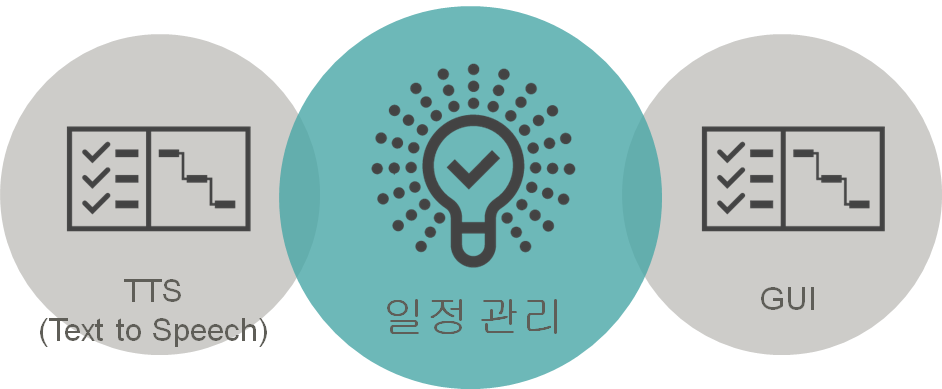 TTS
(Text to Speech)
일정 관리
GUI